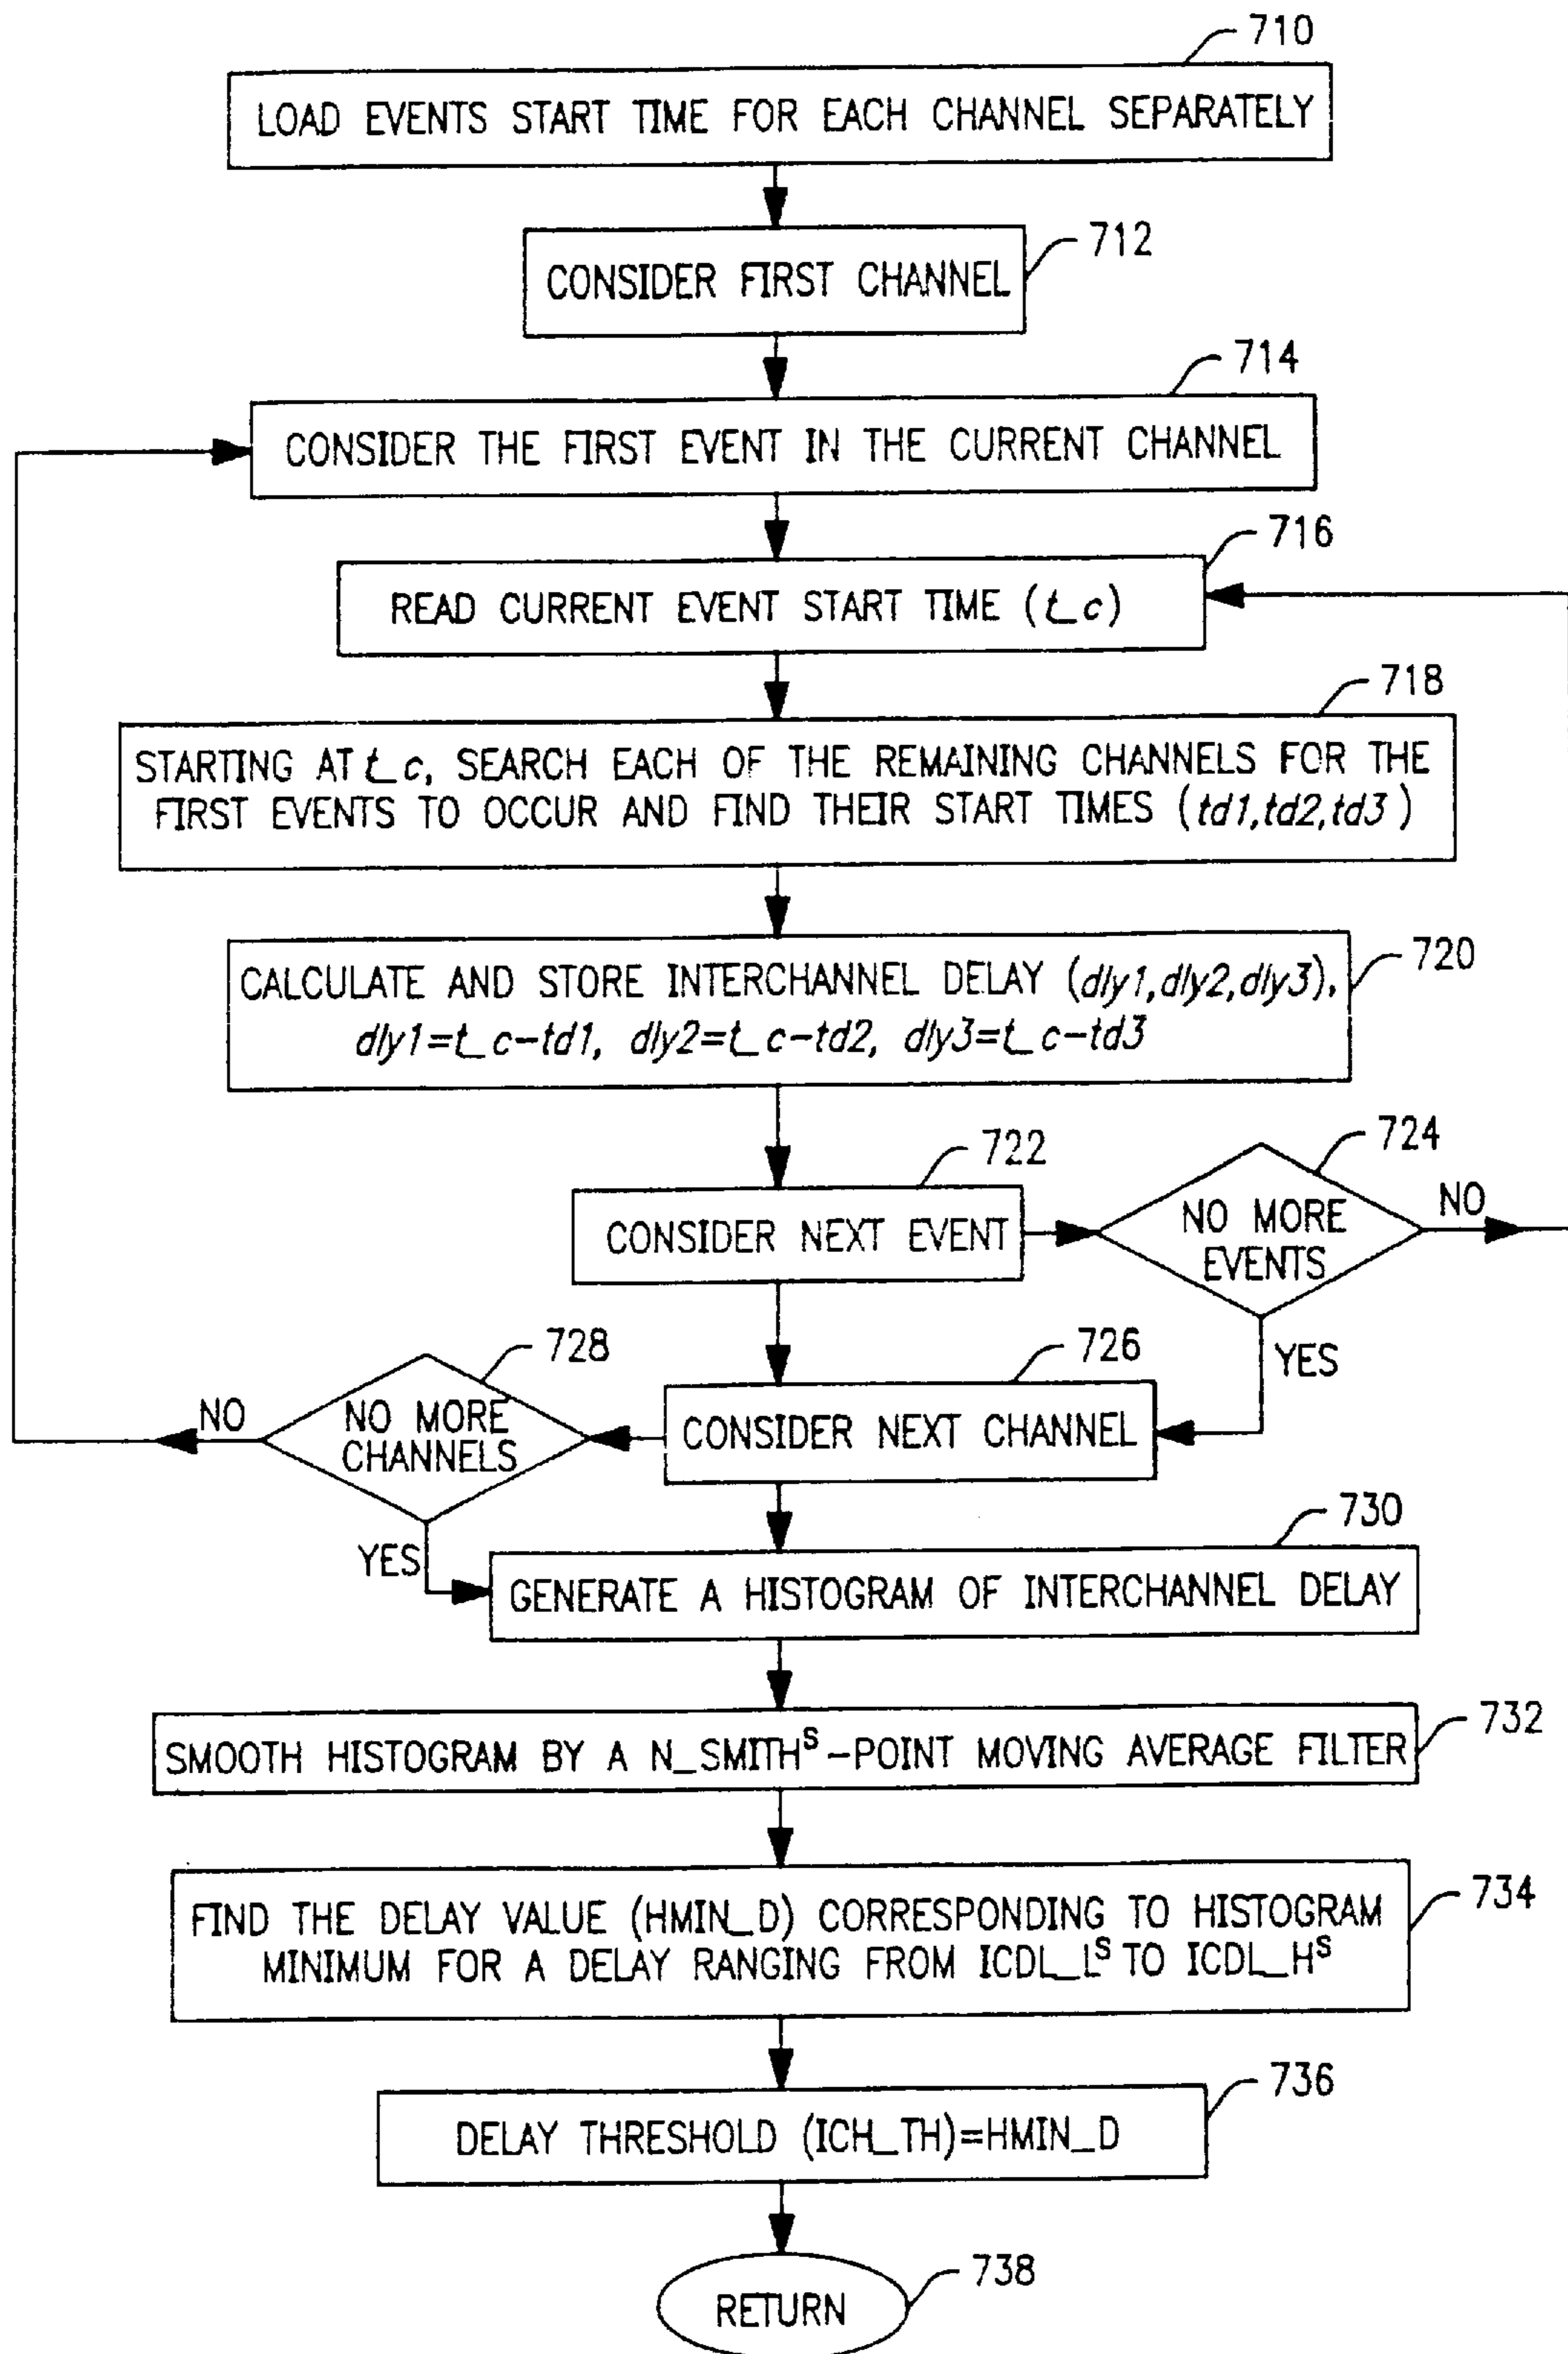 710
LOAD EVENTS START TIME FOR EACH CHANNEL SEPARATELY
712
CONSIDER FIRST CHANNEL
714
CONSIDER THE FIRST EVENT IN THE CURRENT CHANNEL
716
READ CURRENT EVENT START TIME (t_c)
718
STARTING AT t_c, SEARCH EACH OF THE REMAINING CHANNELS FOR THE
FIRST EVENTS TO OCCUR AND FIND THEIR START TIMES (td1,td2,td3)
720
CALCULATE AND STORE INTERCHANNEL DELAY (dly1,dly2,dly3),
dly1=t_c-td1, dly2=t_c-td2, dly3=t_c-td3
722
CONSIDER NEXT EVENT
724
NO MORE
EVENTS
NO
YES
726
CONSIDER NEXT CHANNEL
728
NO MORE
CHANNELS
NO
YES
730
GENERATE A HISTOGRAM OF INTERCHANNEL DELAY
732
SMOOTH HISTOGRAM BY A N_SMITHˢ-POINT MOVING AVERAGE FILTER
734
FIND THE DELAY VALUE (HMIN_D) CORRESPONDING TO HISTOGRAM
MINIMUM FOR A DELAY RANGING FROM ICDL_Lˢ TO ICDL_Hˢ
736
DELAY THRESHOLD (ICH_TH)=HMIN_D
738
RETURN